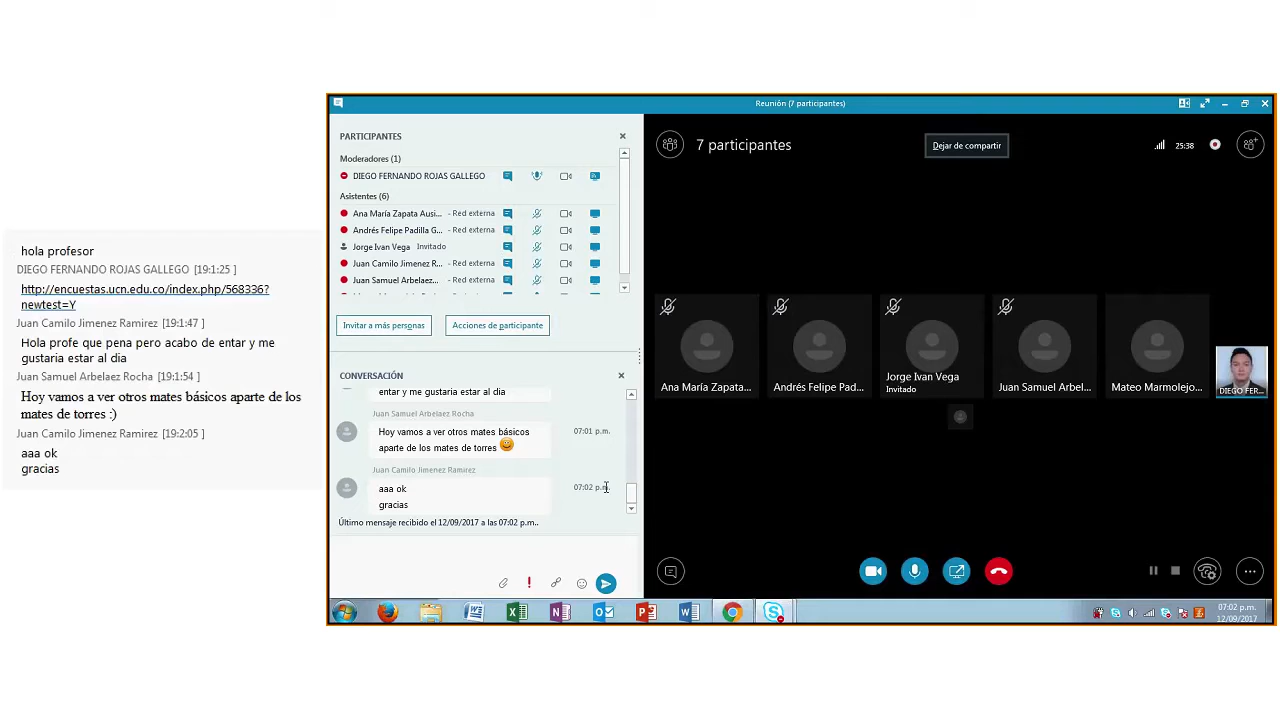 hola profesor
DIEGO FERNANDO ROJAS GALLEGO [19:1:25 ]
http://encuestas.ucn.edu.co/index.php/568336?
newtest=Y
Juan Camilo Jimenez Ramirez [19:1:47 ]
Hola profe que pena pero acabo de entar y me
gustaria estar al dia
Juan Samuel Arbelaez Rocha [19:1:54 ]
Hoy vamos a ver otros mates básicos aparte de los
mates de torres :)
Juan Camilo Jimenez Ramirez [19:2:05 ]
aaa ok
gracias
Reunión (7 participantes)
PARTICIPANTES
Moderadores (1)
DIEGO FERNANDO ROJAS GALLEGO
Asistentes (6)
Ana María Zapata Ausi... - Red externa
Andrés Felipe Padilla G... - Red externa
Jorge Ivan Vega Invitado
Juan Camilo Jimenez R... - Red externa
Juan Samuel Arbelaez... - Red externa
Invitar a más personas
Acciones de participante
CONVERSACIÓN
entar y me gustaria estar al dia
Juan Samuel Arbelaez Rocha
Hoy vamos a ver otros mates básicos
aparte de los mates de torres
07:01 p.m.
Juan Camilo Jimenez Ramirez
aaa ok
gracias
07:02 p.m.
Último mensaje recibido el 12/09/2017 a las 07:02 p.m..
7 participantes
Dejar de compartir
25:38
Ana María Zapata...
Andrés Felipe Pad...
Jorge Ivan Vega
Invitado
Juan Samuel Arbel...
Mateo Marmolejo...
DIEGO FER...
07:02 p.m.
12/09/2017